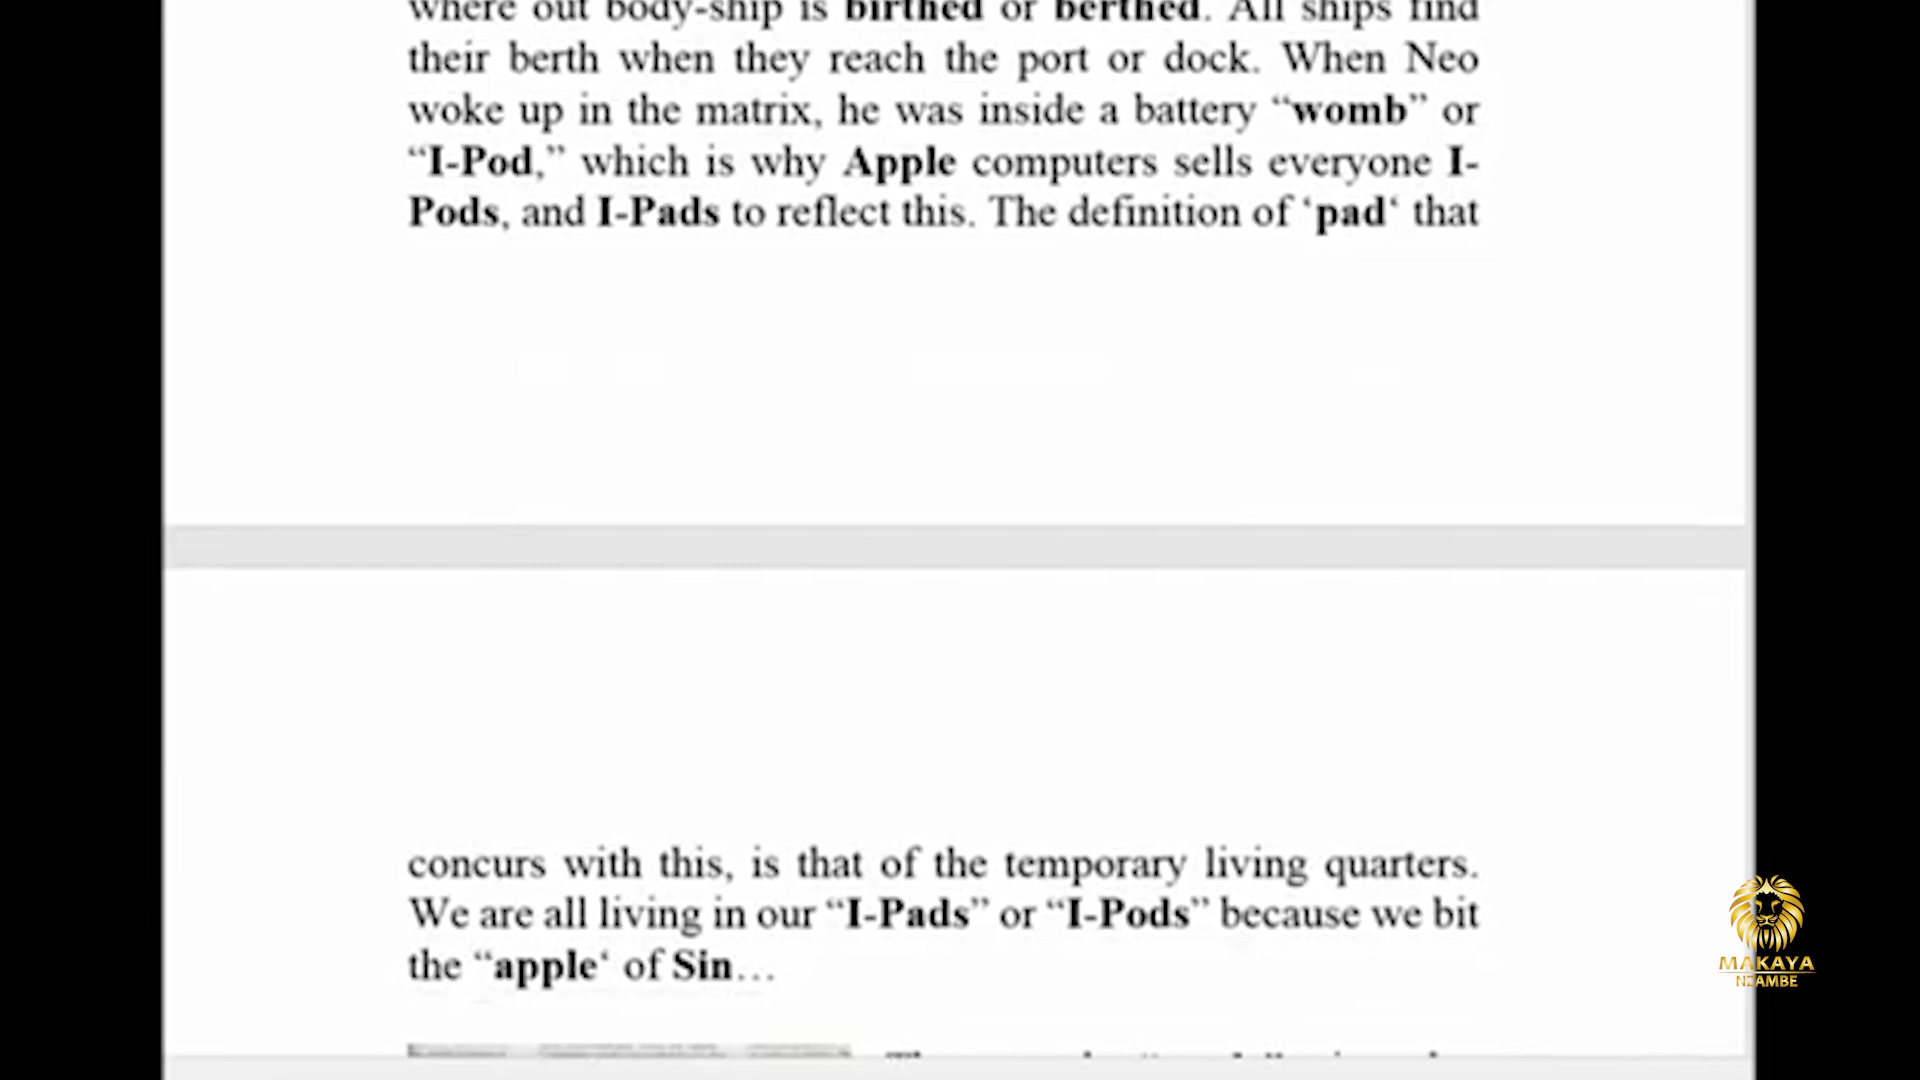 where out body-ship is birthed or berthed. All ships find
their berth when they reach the port or dock. When Neo
woke up in the matrix, he was inside a battery “womb” or
“I-Pod,” which is why Apple computers sells everyone I-
Pods, and I-Pads to reflect this. The definition of ‘pad‘ that
concurs with this, is that of the temporary living quarters.
We are all living in our “I-Pads” or “I-Pods” because we bit
the “apple‘ of Sin…
MAKAYA
NZAMBE